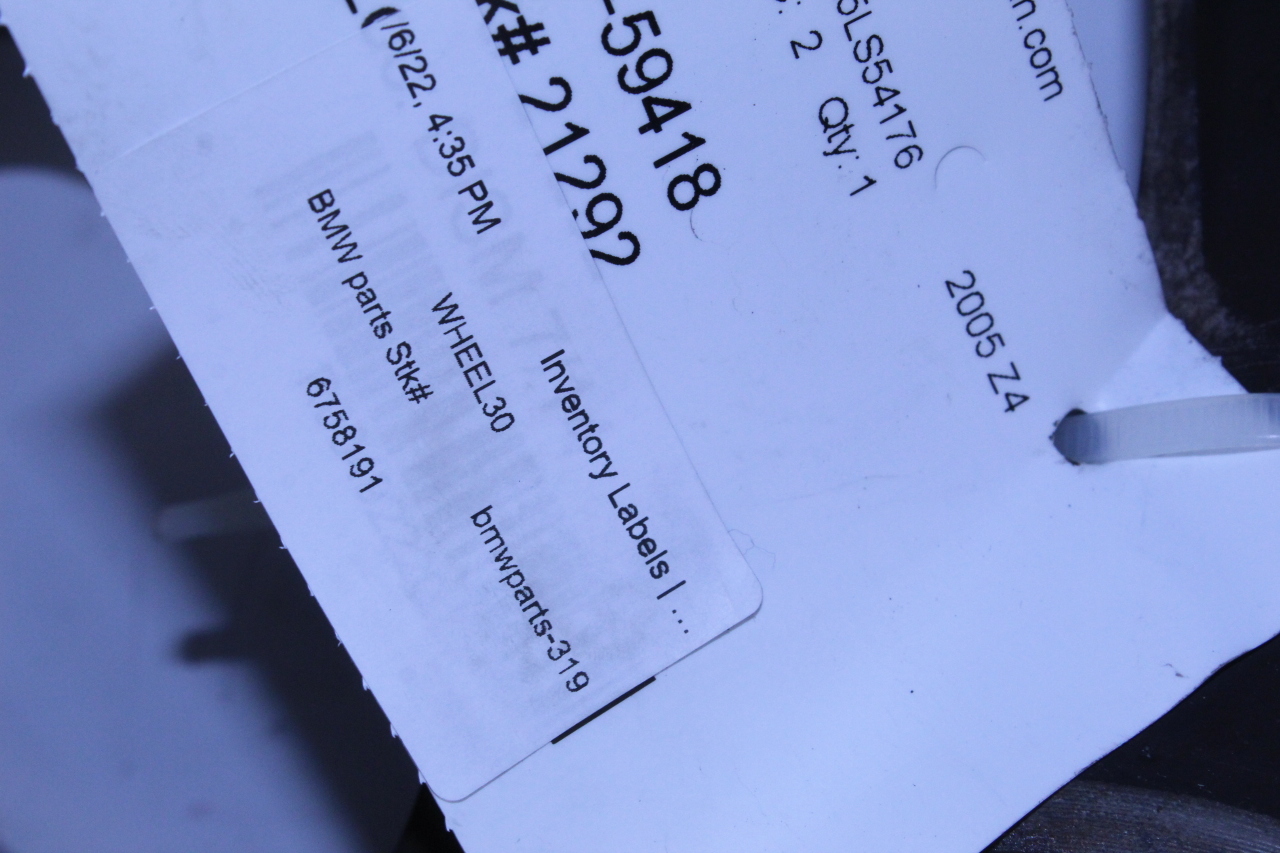 n.com
2005 Z4
5LS54176
: 2 Qty: 1
-59418
k# 21292
/6/22, 4:35 PM
Inventory Labels | ...
WHEEL30
bmwparts-319
BMW parts Stk#
6758191